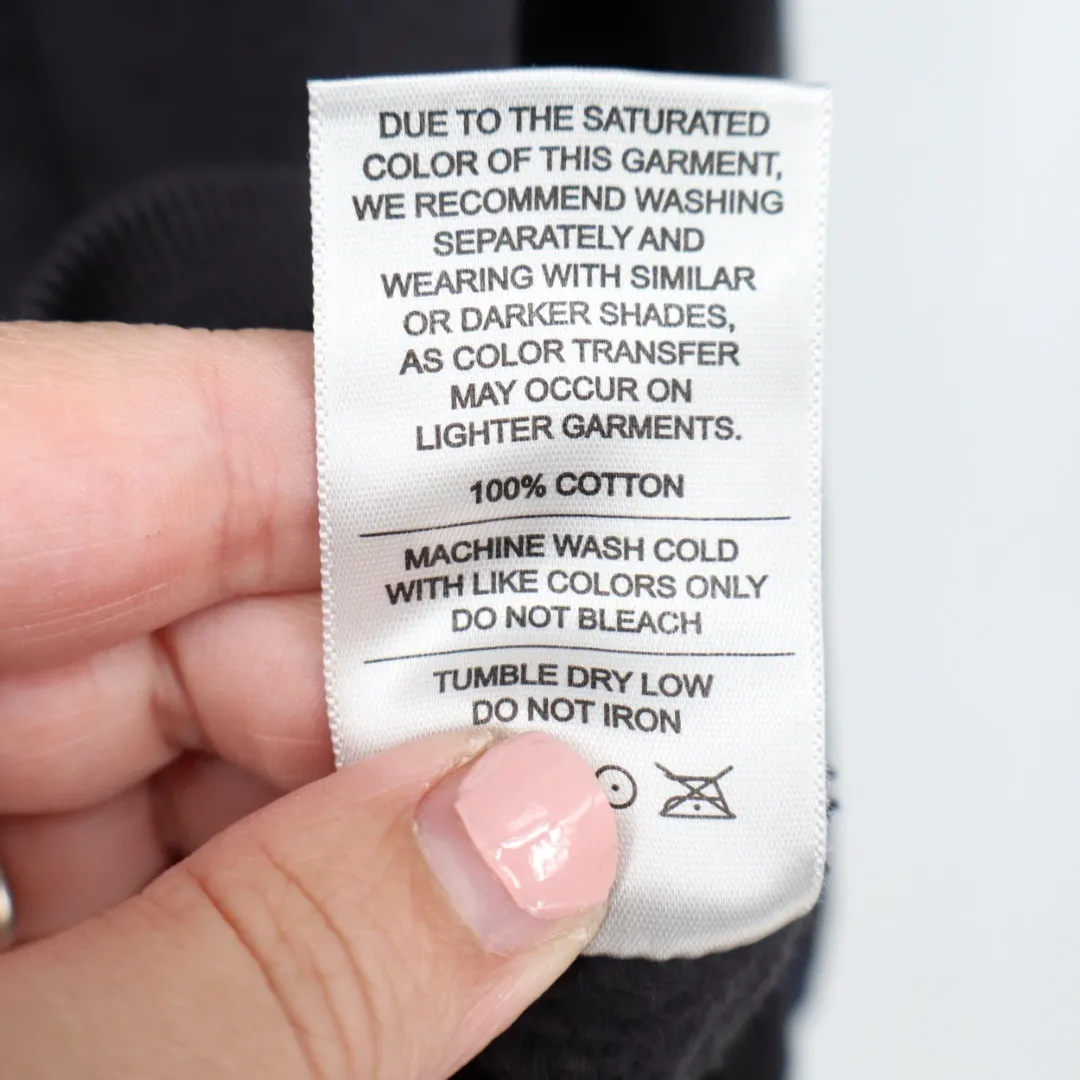 DUE TO THE SATURATED
COLOR OF THIS GARMENT,
WE RECOMMEND WASHING
SEPARATELY AND
WEARING WITH SIMILAR
OR DARKER SHADES,
AS COLOR TRANSFER
MAY OCCUR ON
LIGHTER GARMENTS.
100% COTTON
MACHINE WASH COLD
WITH LIKE COLORS ONLY
DO NOT BLEACH
TUMBLE DRY LOW
DO NOT IRON